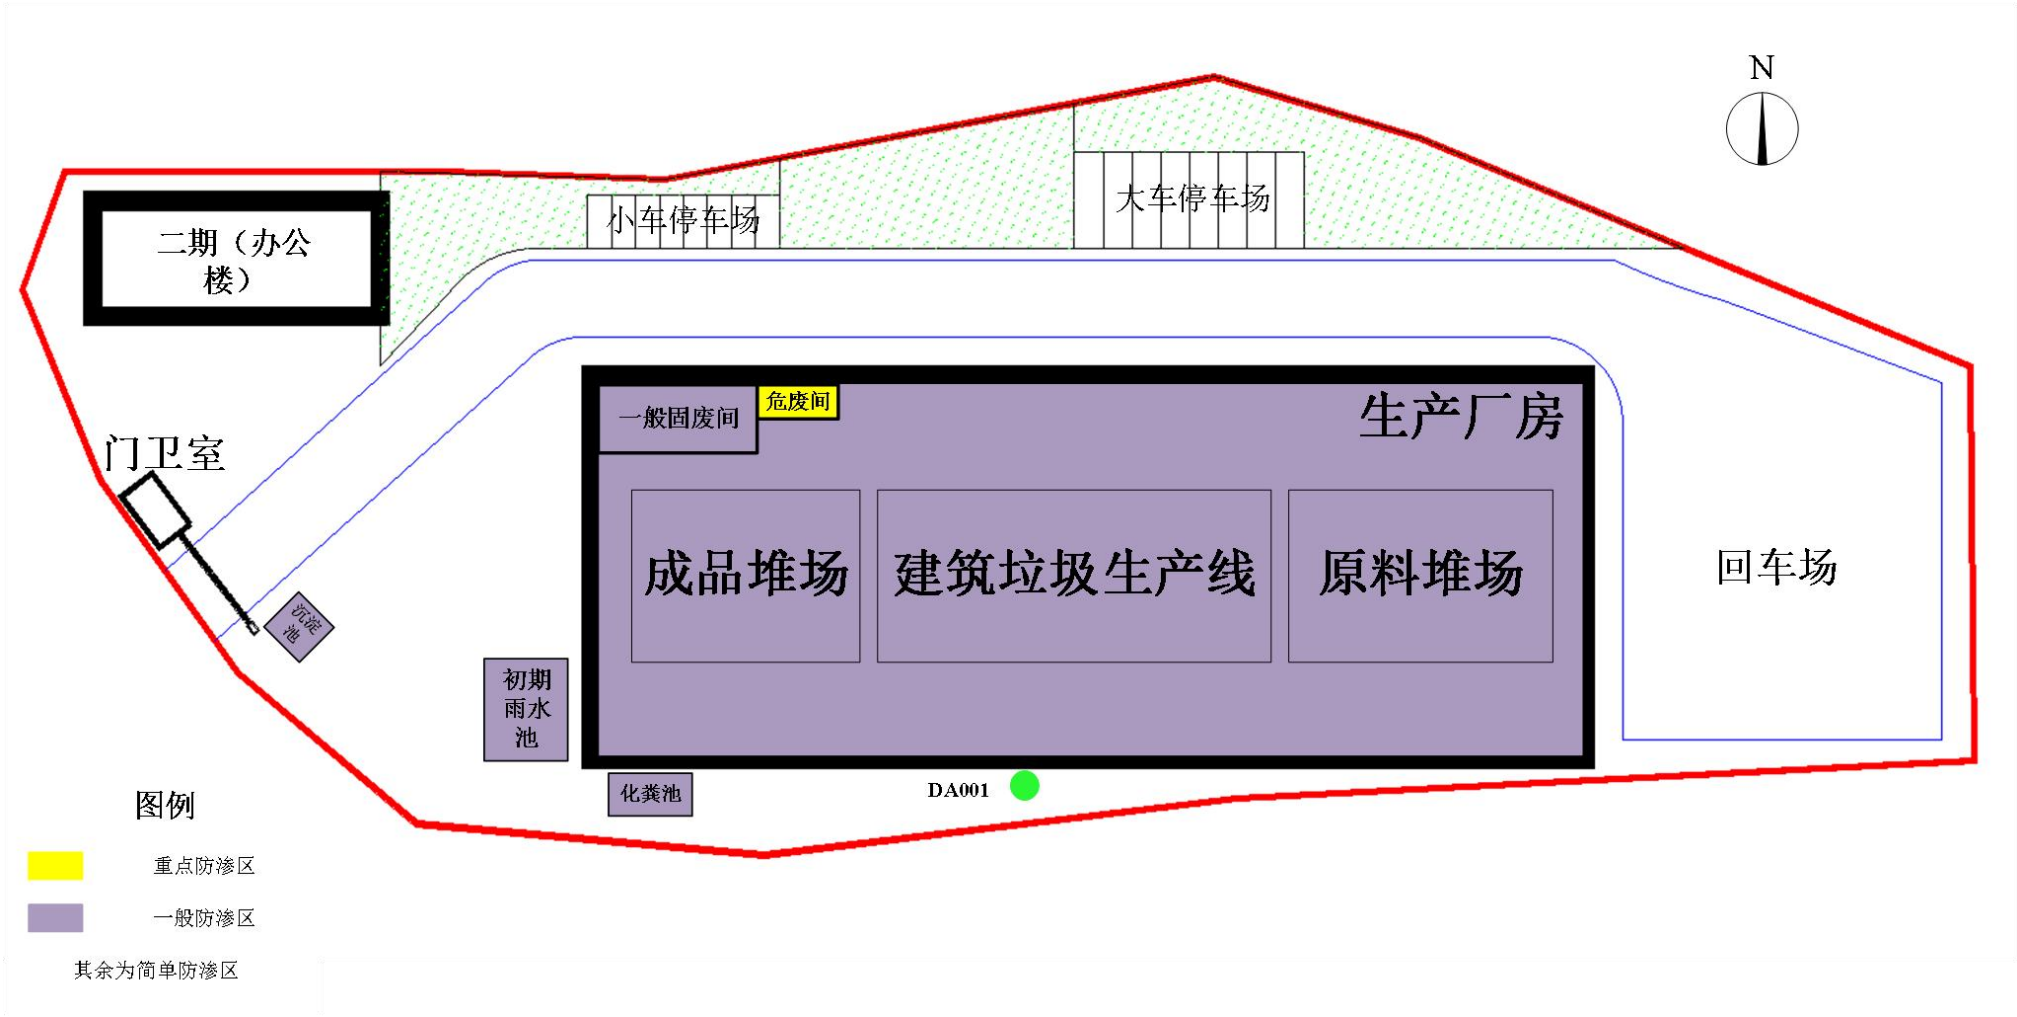 N
大车停车场
小车停车场
二期（办公
楼）
危废间
一般固废间
生产厂房
门卫室
成品堆场
建筑垃圾生产线
原料堆场
回车场
沉淀
池
初期
雨水
池
化粪池
DA001
图例
重点防渗区
一般防渗区
其余为简单防渗区